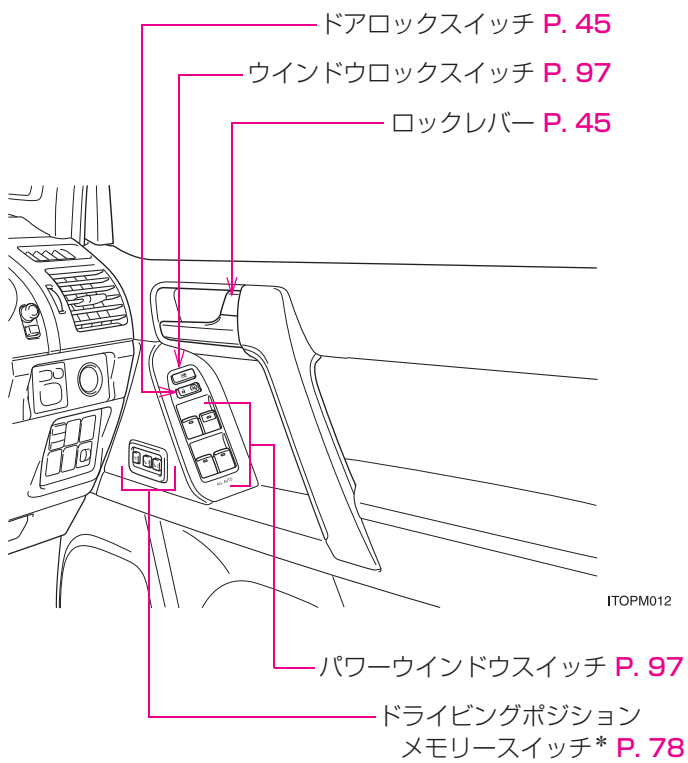 ドアロックスイッチ P. 45
ウインドウロックスイッチ P. 97
ロックレバー P. 45
ALL AUTO
ITOPM012
パワーウインドウスイッチ P. 97
ドライビングポジション
メモリースイッチ* P. 78